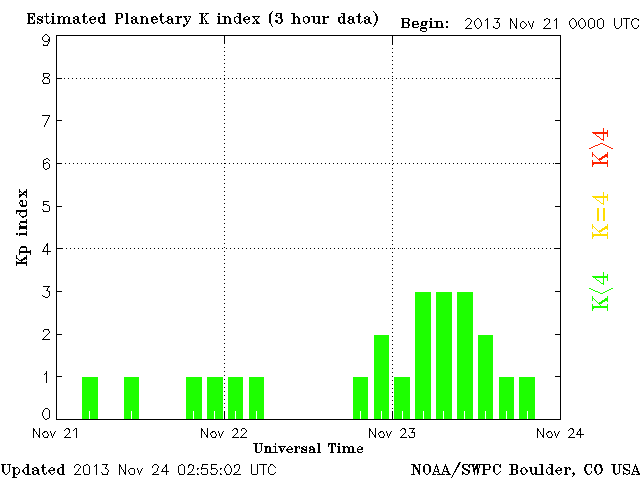 Estimated Planetary K index (3 hour data) Begin: 2013 Nov 21 0000 UTC
9
8
7
6
5
4
3
2
1
0
Kp index
K>4
K=4
K<4
Nov 21 Nov 22 Nov 23 Nov 24
Universal Time
Updated 2013 Nov 24 02:55:02 UTC NOAA/SWPC Boulder, CO USA